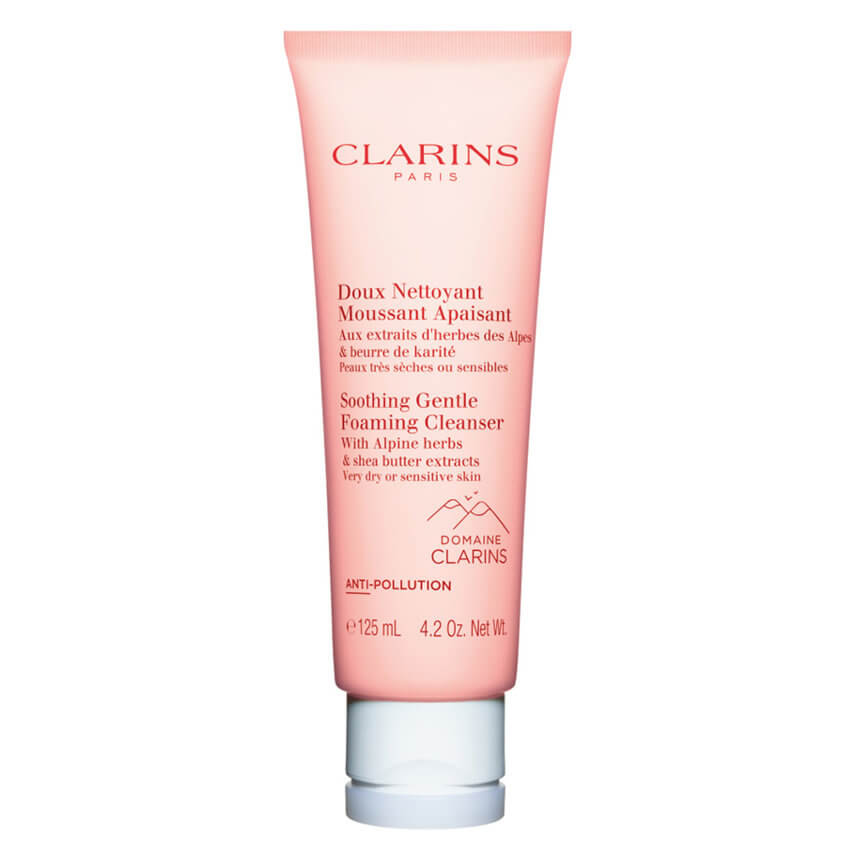 CLARINS
PARIS
Doux Nettoyant
Moussant Apaisant
Aux extraits d'herbes des Alpes
& beurre de karité
Peaux très sèches ou sensibles
Soothing Gentle
Foaming Cleanser
With Alpine herbs
& shea butter extracts
Very dry or sensitive skin
DOMAINE
CLARINS
ANTI-POLLUTION
℮125 mL 4.2 Oz. Net Wt.